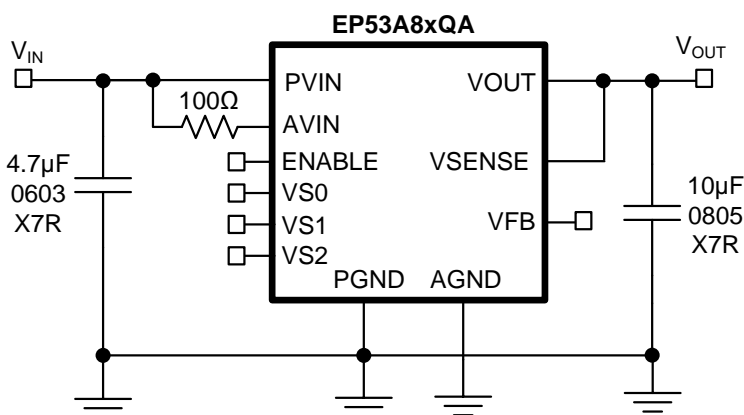 EP53A8xQA
VIN
VOUT
100Ω
PVIN
VOUT
AVIN
ENABLE
VSENSE
VS0
VS1
VFB
VS2
PGND
AGND
4.7µF
0603
X7R
10µF
0805
X7R